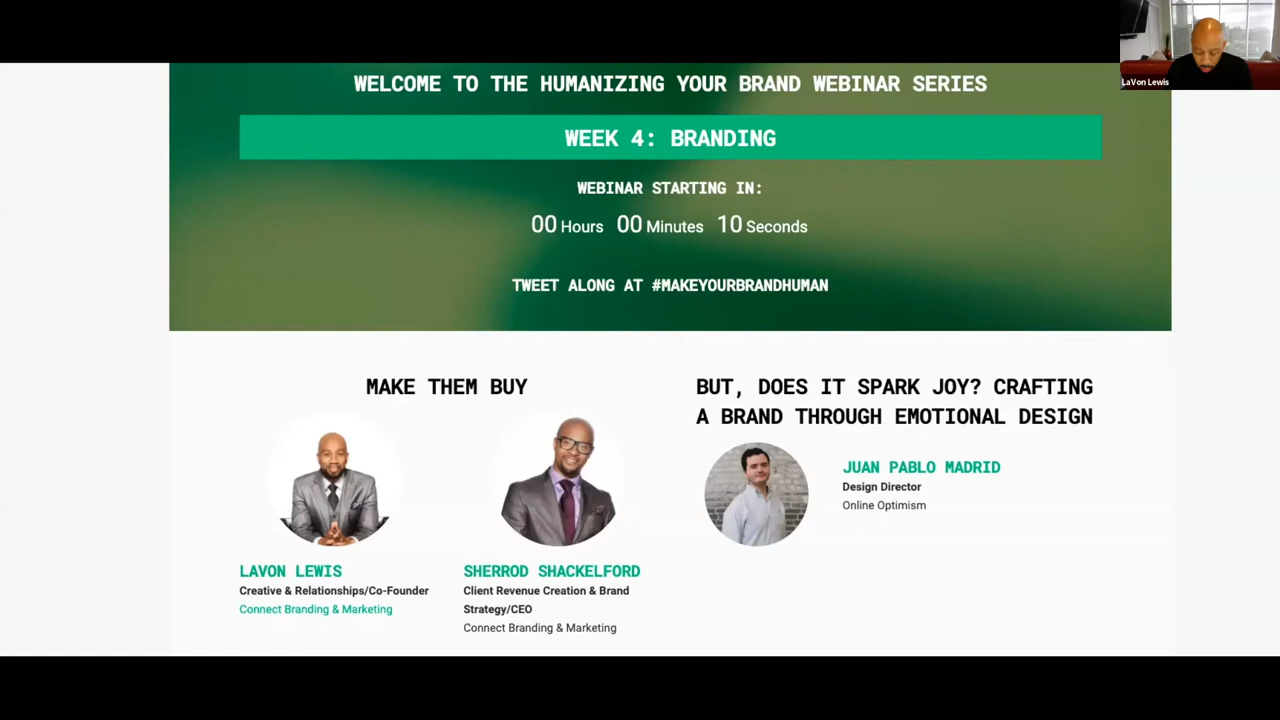 WELCOME TO THE HUMANIZING YOUR BRAND WEBINAR SERIES
WEEK 4: BRANDING
WEBINAR STARTING IN:
00 Hours 00 Minutes 10 Seconds
TWEET ALONG AT #MAKEYOURBRANDHUMAN
MAKE THEM BUY
LAVON LEWIS
Creative & Relationships/Co-Founder
Connect Branding & Marketing
SHERROD SHACKELFORD
Client Revenue Creation & Brand
Strategy/CEO
Connect Branding & Marketing
BUT, DOES IT SPARK JOY? CRAFTING
A BRAND THROUGH EMOTIONAL DESIGN
JUAN PABLO MADRID
Design Director
Online Optimism
LaVon Lewis